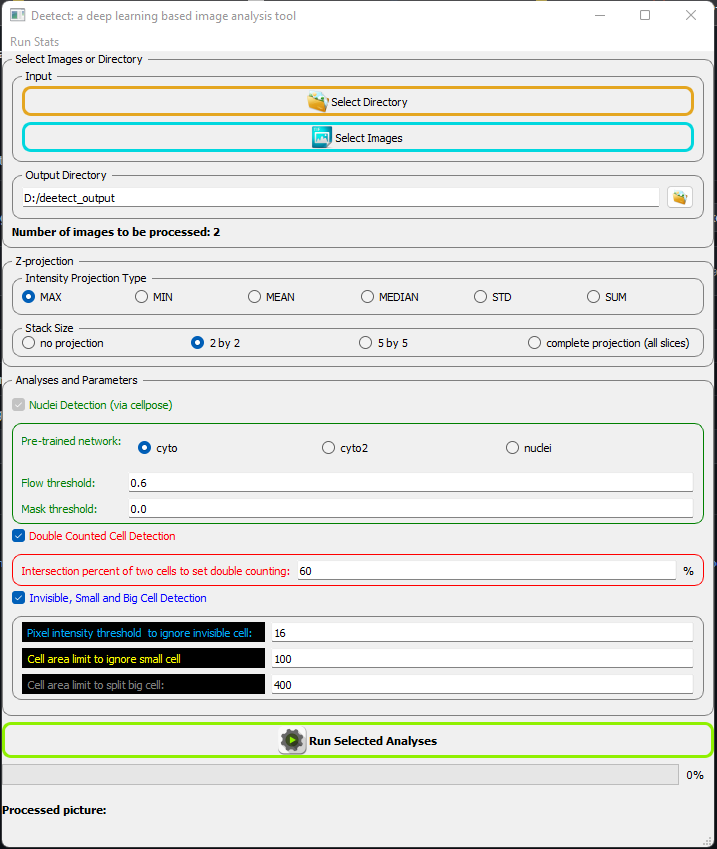 Deetect: a deep learning based image analysis tool
Run Stats
Select Images or Directory
Input
Select Directory
Select Images
Output Directory
D:/deetect_output
Number of images to be processed: 2
Z-projection
Intensity Projection Type
MAX MIN MEAN MEDIAN STD SUM
Stack Size
no projection 2 by 2 5 by 5 complete projection (all slices)
Analyses and Parameters
Nuclei Detection (via cellpose)
Pre-trained network: cyto cyto2 nuclei
Flow threshold: 0.6
Mask threshold: 0.0
Double Counted Cell Detection
Intersection percent of two cells to set double counting: 60 %
Invisible, Small and Big Cell Detection
Pixel intensity threshold to ignore invisible cell: 16
Cell area limit to ignore small cell 100
Cell area limit to split big cell: 400
Run Selected Analyses
0%
Processed picture: